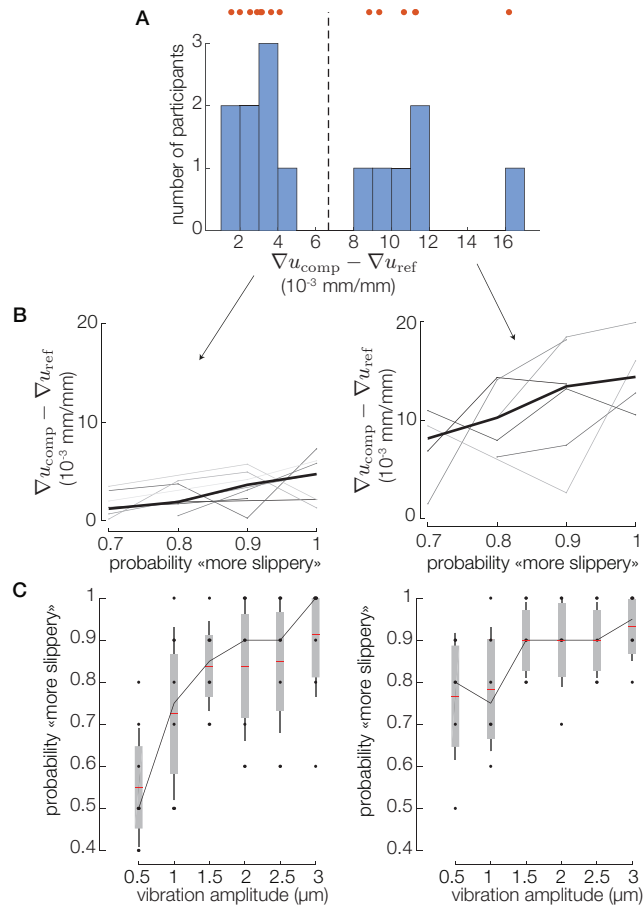 A
number of participants
3
2
1
0
2 4 6 8 10 12 14 16
∇u_comp − ∇u_ref
(10⁻³ mm/mm)
B
∇u_comp − ∇u_ref
(10⁻³ mm/mm)
20
10
0
0.7 0.8 0.9 1
probability «more slippery»
∇u_comp − ∇u_ref
(10⁻³ mm/mm)
20
10
0
0.7 0.8 0.9 1
probability «more slippery»
C
probability «more slippery»
1
0.9
0.8
0.7
0.6
0.5
0.4
0.5 1 1.5 2 2.5 3
vibration amplitude (µm)
probability «more slippery»
1
0.9
0.8
0.7
0.6
0.5
0.4
0.5 1 1.5 2 2.5 3
vibration amplitude (µm)